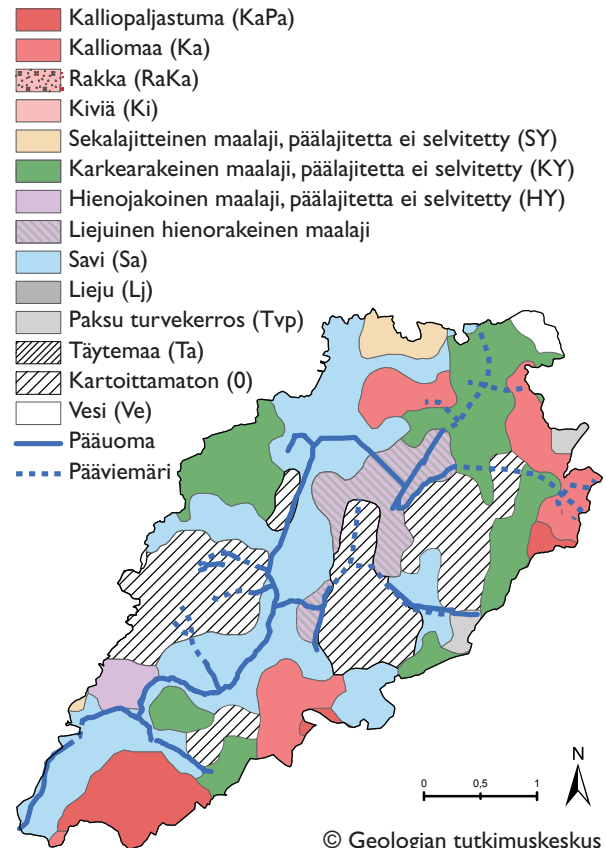 Kalliopaljastuma (KaPa)
Kalliomaa (Ka)
Rakka (RaKa)
Kiviä (Ki)
Sekalajitteinen maalaji, päälajitetta ei selvitetty (SY)
Karkearakeinen maalaji, päälajitetta ei selvitetty (KY)
Hienojakoinen maalaji, päälajitetta ei selvitetty (HY)
Liejuinen hienorakeinen maalaji
Savi (Sa)
Lieju (Lj)
Paksu turvekerros (Tvp)
Täytemaa (Ta)
Kartoittamaton (0)
Vesi (Ve)
Pääuoma
Pääviemäri
N
0 0,5 1
© Geologian tutkimuskeskus